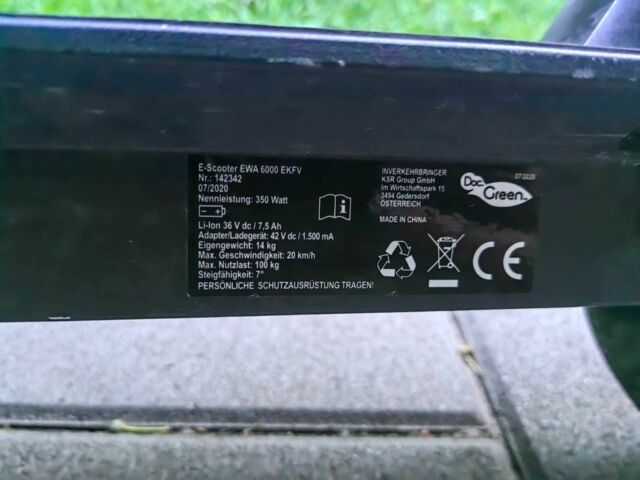 E-Scooter EWA 6000 EKFV
Nr.: 142342
07/2020
Nennleistung: 350 Watt
Li-Ion 36 V dc / 7,5 Ah
Adapter/Ladegerät: 42 V dc / 1.500 mA
Eigengewicht: 14 kg
Max. Geschwindigkeit: 20 km/h
Max. Nutzlast: 100 kg
Steigfähigkeit: 7°
PERSÖNLICHE SCHUTZAUSRÜSTUNG TRAGEN!
INVERKEHRBRINGER
KSR Group GmbH
Im Wirtschaftspark 15
3494 Gedersdorf
ÖSTERREICH
MADE IN CHINA
07/2020
Doc
Green
CE